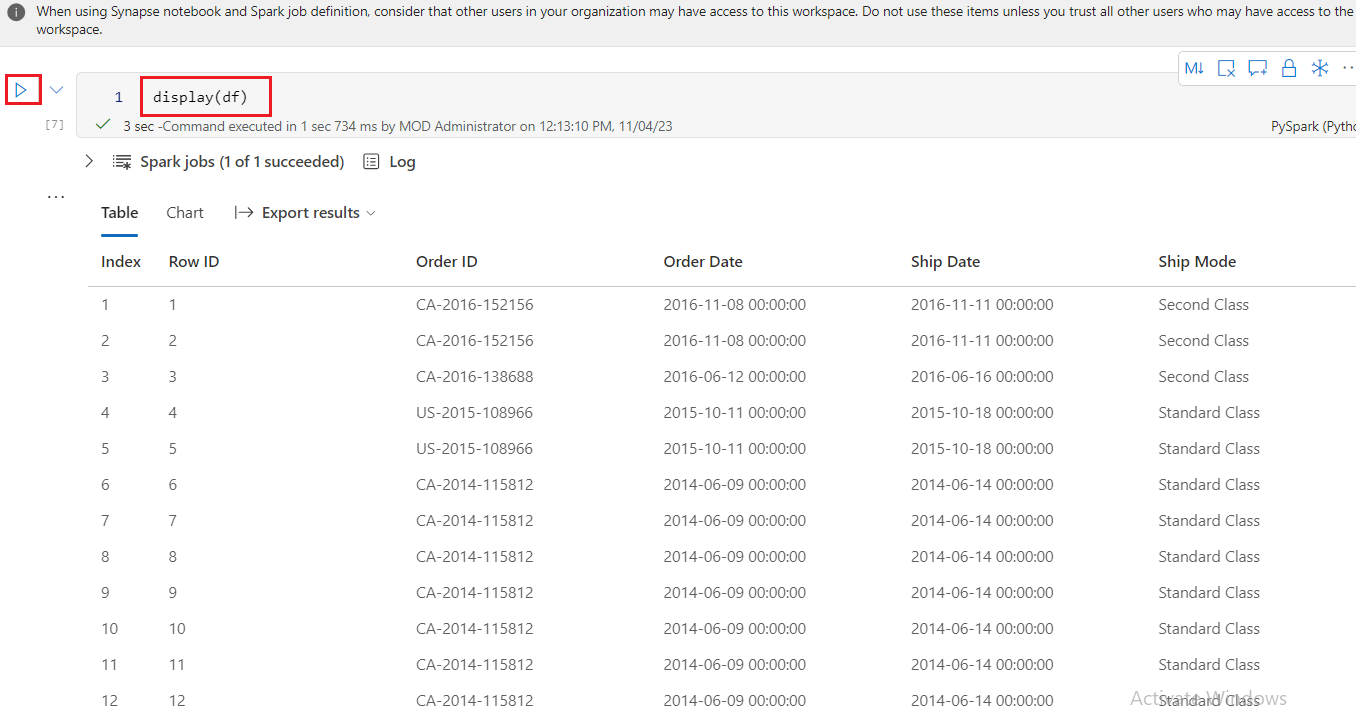 When using Synapse notebook and Spark job definition, consider that other users in your organization may have access to this workspace. Do not use these items unless you trust all other users who may have access to the
workspace.
M↓
1 display(df)
[7] 3 sec -Command executed in 1 sec 734 ms by MOD Administrator on 12:13:10 PM, 11/04/23 PySpark (Pytho
Spark jobs (1 of 1 succeeded) Log
...
Table Chart Export results
Index Row ID Order ID Order Date Ship Date Ship Mode
1 1 CA-2016-152156 2016-11-08 00:00:00 2016-11-11 00:00:00 Second Class
2 2 CA-2016-152156 2016-11-08 00:00:00 2016-11-11 00:00:00 Second Class
3 3 CA-2016-138688 2016-06-12 00:00:00 2016-06-16 00:00:00 Second Class
4 4 US-2015-108966 2015-10-11 00:00:00 2015-10-18 00:00:00 Standard Class
5 5 US-2015-108966 2015-10-11 00:00:00 2015-10-18 00:00:00 Standard Class
6 6 CA-2014-115812 2014-06-09 00:00:00 2014-06-14 00:00:00 Standard Class
7 7 CA-2014-115812 2014-06-09 00:00:00 2014-06-14 00:00:00 Standard Class
8 8 CA-2014-115812 2014-06-09 00:00:00 2014-06-14 00:00:00 Standard Class
9 9 CA-2014-115812 2014-06-09 00:00:00 2014-06-14 00:00:00 Standard Class
10 10 CA-2014-115812 2014-06-09 00:00:00 2014-06-14 00:00:00 Standard Class
11 11 CA-2014-115812 2014-06-09 00:00:00 2014-06-14 00:00:00 Standard Class
12 12 CA-2014-115812 2014-06-09 00:00:00 2014-06-14 00:00:00 Standard Class
Activate Windows